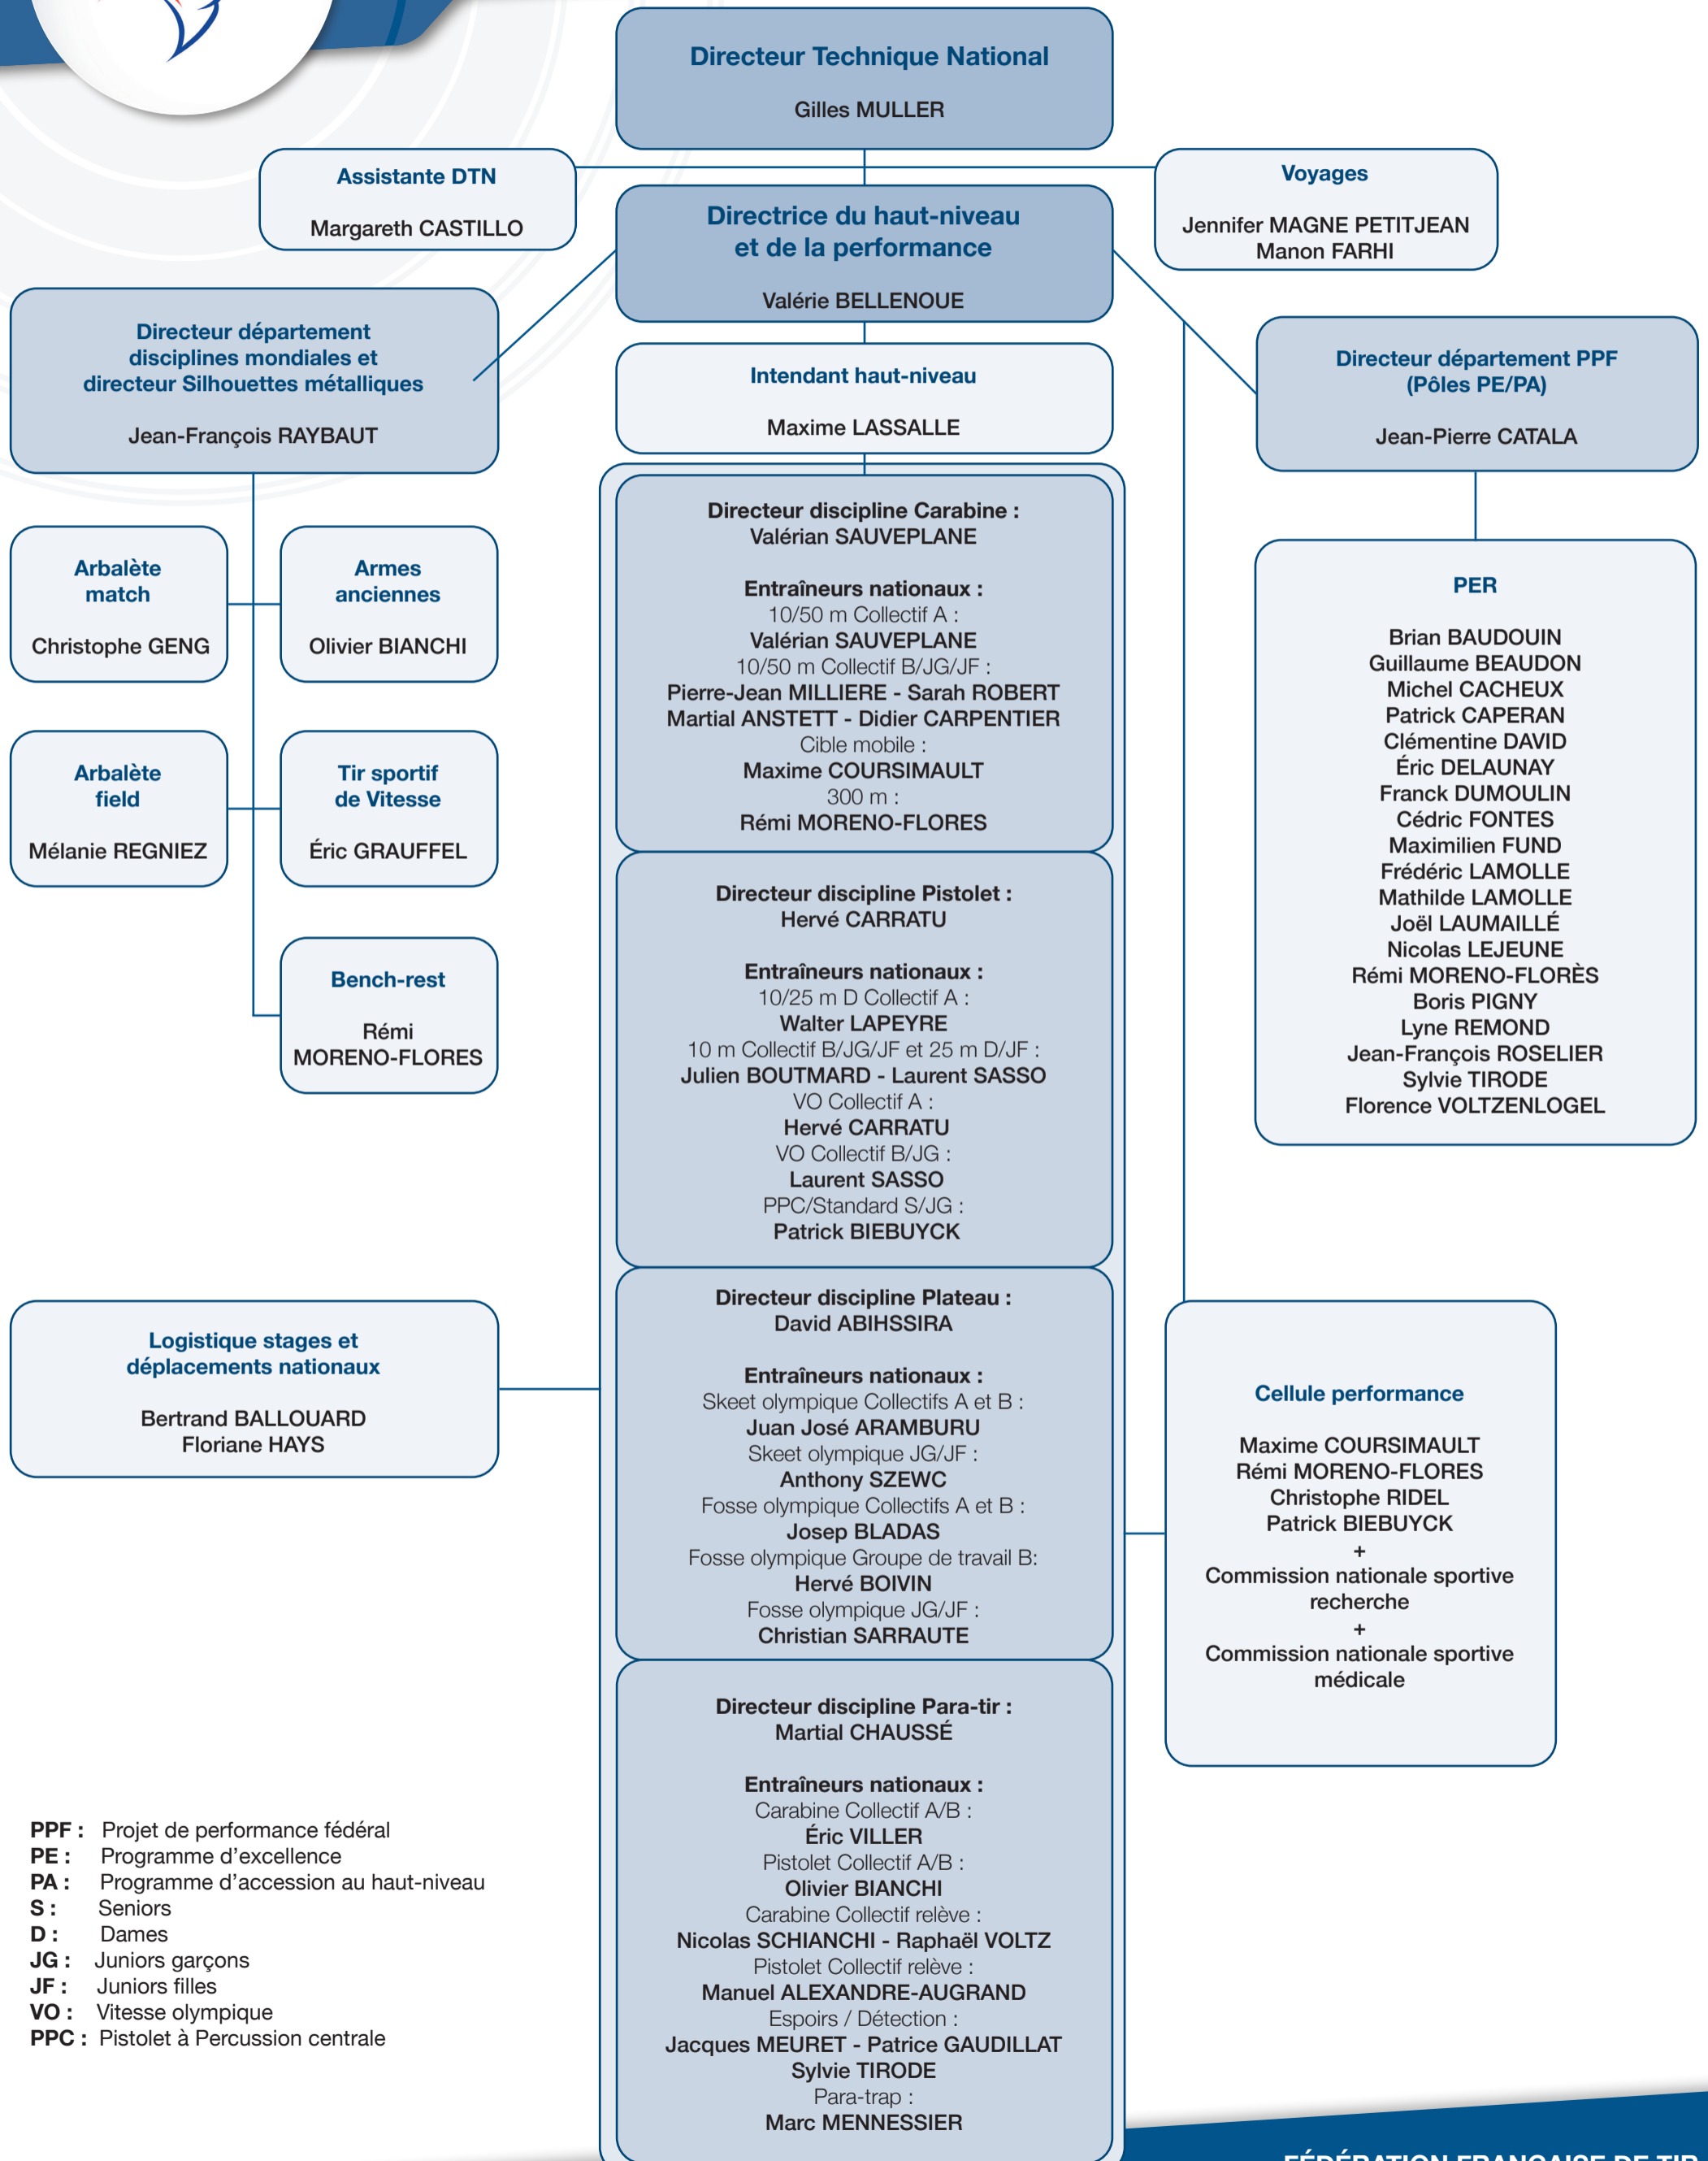 Directeur Technique National
Gilles MULLER
Assistante DTN
Margareth CASTILLO
Voyages
Jennifer MAGNE PETITJEAN
Manon FARHI
Directrice du haut-niveau
et de la performance
Valérie BELLENOUE
Directeur département
disciplines mondiales et
directeur Silhouettes métalliques
Jean-François RAYBAUT
Intendant haut-niveau
Maxime LASSALLE
Directeur département PPF
(Pôles PE/PA)
Jean-Pierre CATALA
Arbalète
match
Christophe GENG
Armes
anciennes
Olivier BIANCHI
Arbalète
field
Mélanie REGNIEZ
Tir sportif
de Vitesse
Éric GRAUFFEL
Bench-rest
Rémi
MORENO-FLORES
Directeur discipline Carabine :
Valérian SAUVEPLANE
Entraîneurs nationaux :
10/50 m Collectif A :
Valérian SAUVEPLANE
10/50 m Collectif B/JG/JF :
Pierre-Jean MILLIERE - Sarah ROBERT
Martial ANSTETT - Didier CARPENTIER
Cible mobile :
Maxime COURSIMAULT
300 m :
Rémi MORENO-FLORES
Directeur discipline Pistolet :
Hervé CARRATU
Entraîneurs nationaux :
10/25 m D Collectif A :
Walter LAPEYRE
10 m Collectif B/JG/JF et 25 m D/JF :
Julien BOUTMARD - Laurent SASSO
VO Collectif A :
Hervé CARRATU
VO Collectif B/JG :
Laurent SASSO
PPC/Standard S/JG :
Patrick BIEBUYCK
Directeur discipline Plateau :
David ABIHSSIRA
Entraîneurs nationaux :
Skeet olympique Collectifs A et B :
Juan José ARAMBURU
Skeet olympique JG/JF :
Anthony SZEWC
Fosse olympique Collectifs A et B :
Josep BLADAS
Fosse olympique Groupe de travail B:
Hervé BOIVIN
Fosse olympique JG/JF :
Christian SARRAUTE
Directeur discipline Para-tir :
Martial CHAUSSÉ
Entraîneurs nationaux :
Carabine Collectif A/B :
Éric VILLER
Pistolet Collectif A/B :
Olivier BIANCHI
Carabine Collectif relève :
Nicolas SCHIANCHI - Raphaël VOLTZ
Pistolet Collectif relève :
Manuel ALEXANDRE-AUGRAND
Espoirs / Détection :
Jacques MEURET - Patrice GAUDILLAT
Sylvie TIRODE
Para-trap :
Marc MENNESSIER
PER
Brian BAUDOUIN
Guillaume BEAUDON
Michel CACHEUX
Patrick CAPERAN
Clémentine DAVID
Éric DELAUNAY
Franck DUMOULIN
Cédric FONTES
Maximilien FUND
Frédéric LAMOLLE
Mathilde LAMOLLE
Joël LAUMAILLÉ
Nicolas LEJEUNE
Rémi MORENO-FLORÈS
Boris PIGNY
Lyne REMOND
Jean-François ROSELIER
Sylvie TIRODE
Florence VOLTZENLOGEL
Logistique stages et
déplacements nationaux
Bertrand BALLOUARD
Floriane HAYS
Cellule performance
Maxime COURSIMAULT
Rémi MORENO-FLORES
Christophe RIDEL
Patrick BIEBUYCK
+
Commission nationale sportive
recherche
+
Commission nationale sportive
médicale
PPF : Projet de performance fédéral
PE : Programme d'excellence
PA : Programme d'accession au haut-niveau
S : Seniors
D : Dames
JG : Juniors garçons
JF : Juniors filles
VO : Vitesse olympique
PPC : Pistolet à Percussion centrale
FÉDÉRATION FRANÇAISE DE TIR